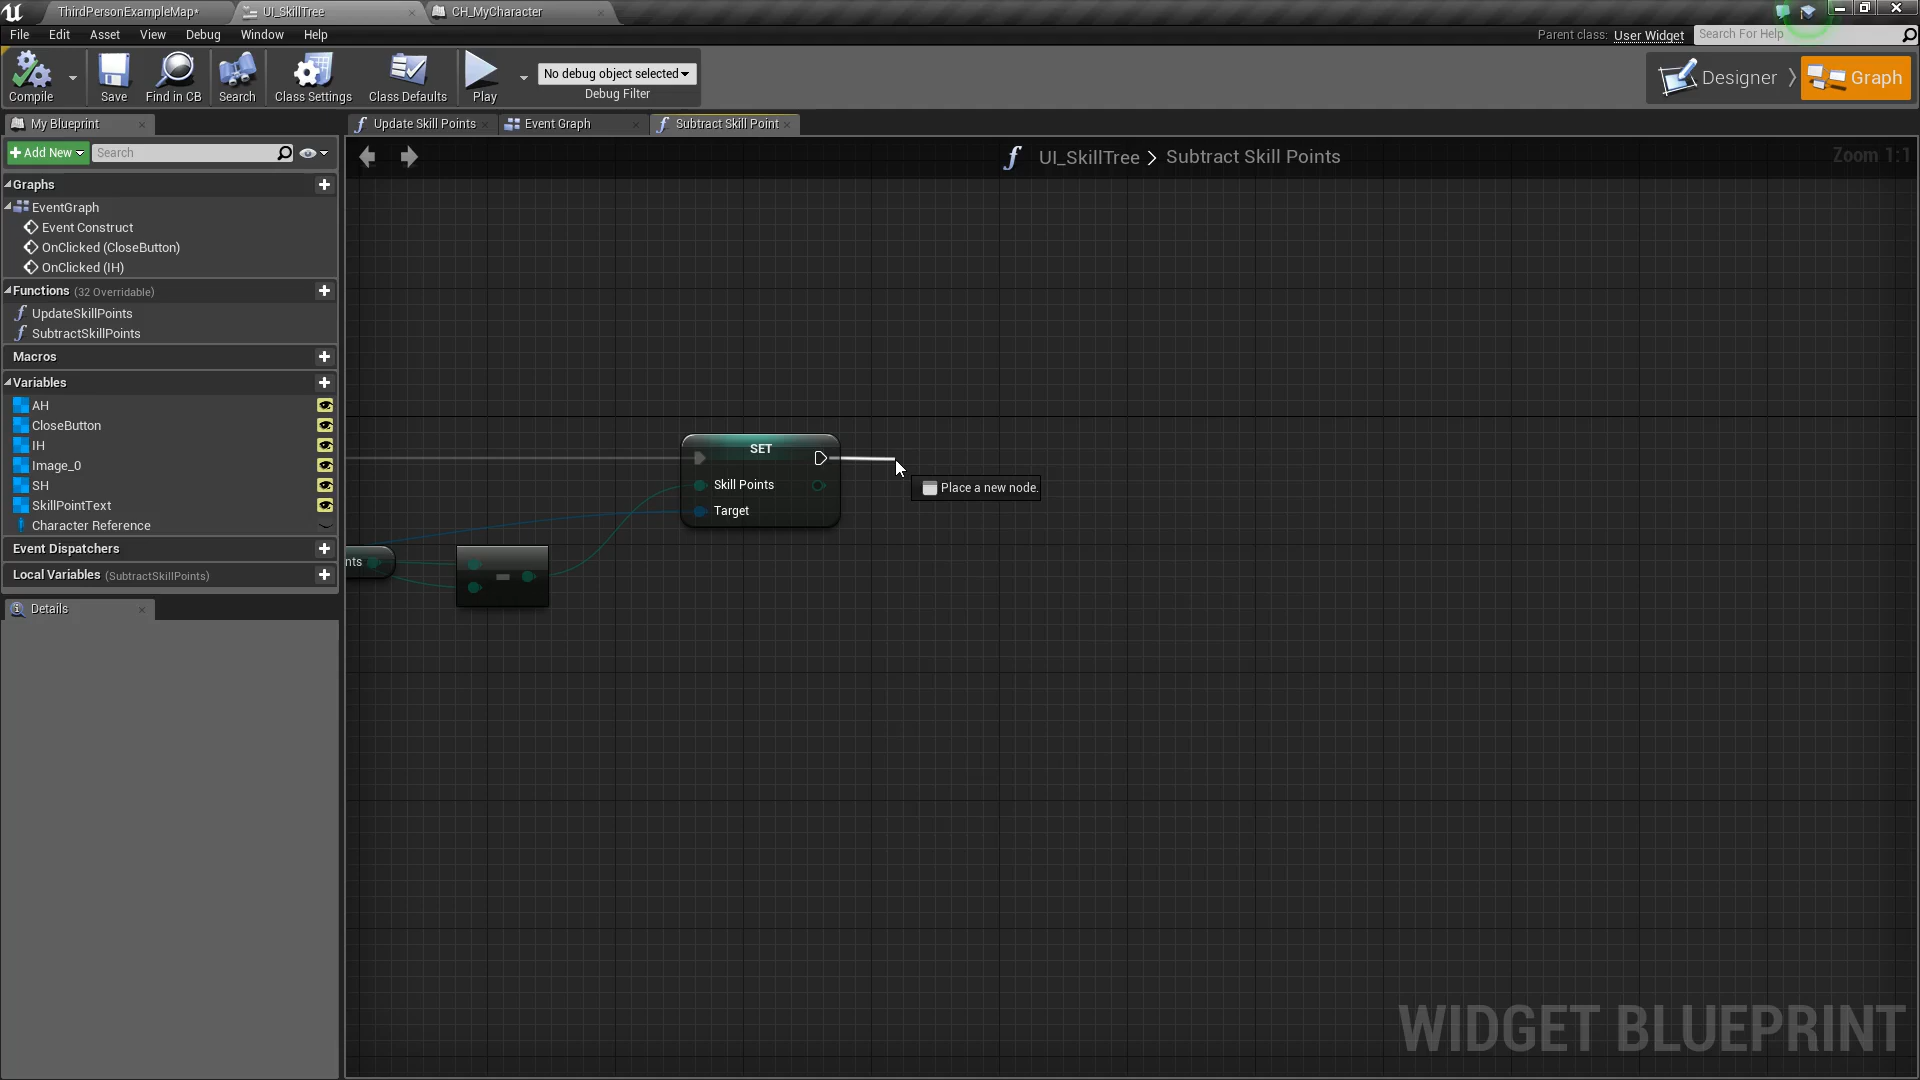 ThirdPersonExampleMap*
UI_SkillTree
CH_MyCharacter
File Edit Asset View Debug Window Help
Parent class: User Widget
Search For Help
Compile
Save
Find in CB
Search
Class Settings
Class Defaults
Play
No debug object selected
Debug Filter
Designer
Graph
My Blueprint
Update Skill Points
Event Graph
Subtract Skill Point
Add New
Search
UI_SkillTree > Subtract Skill Points
Zoom 1:1
Graphs
EventGraph
Event Construct
OnClicked (CloseButton)
OnClicked (IH)
Functions (32 Overridable)
UpdateSkillPoints
SubtractSkillPoints
Macros
Variables
AH
CloseButton
IH
Image_0
SH
SkillPointText
Character Reference
Event Dispatchers
Local Variables (SubtractSkillPoints)
Details
SET
Skill Points
Target
Place a new node.
nts
WIDGET BLUEPRINT